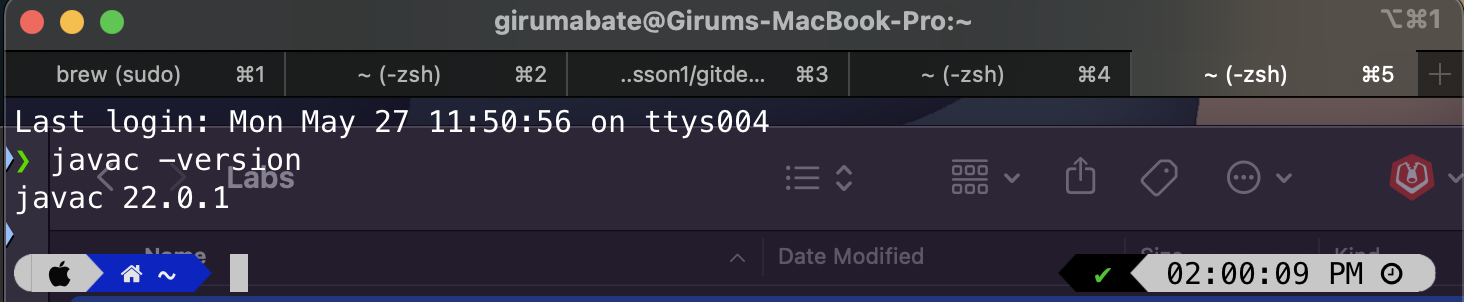 girumabate@Girums-MacBook-Pro:~
⌥⌘1
brew (sudo) ⌘1
~ (-zsh) ⌘2
..sson1/gitde... ⌘3
~ (-zsh) ⌘4
~ (-zsh) ⌘5
Last login: Mon May 27 11:50:56 on ttys004
❯ javac -version
Labs
javac 22.0.1
Name
Date Modified
Size
Kind
~
✔ 02:00:09 PM